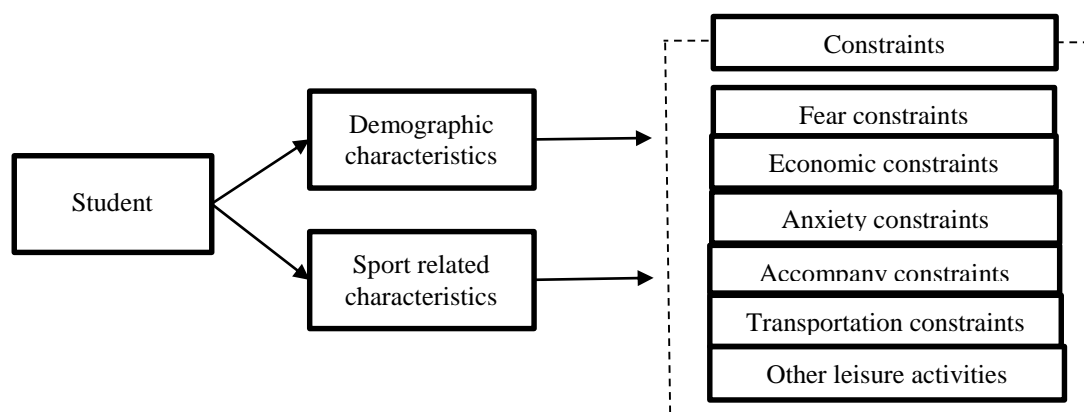 Student
Demographic
characteristics
Sport related
characteristics
Constraints
Fear constraints
Economic constraints
Anxiety constraints
Accompany constraints
Transportation constraints
Other leisure activities